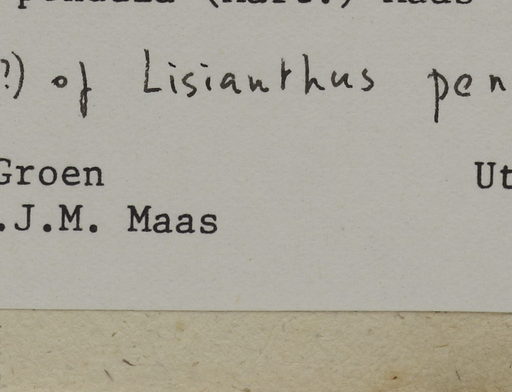 ?) of Lisianthus pen
Groen Ut
.J.M. Maas